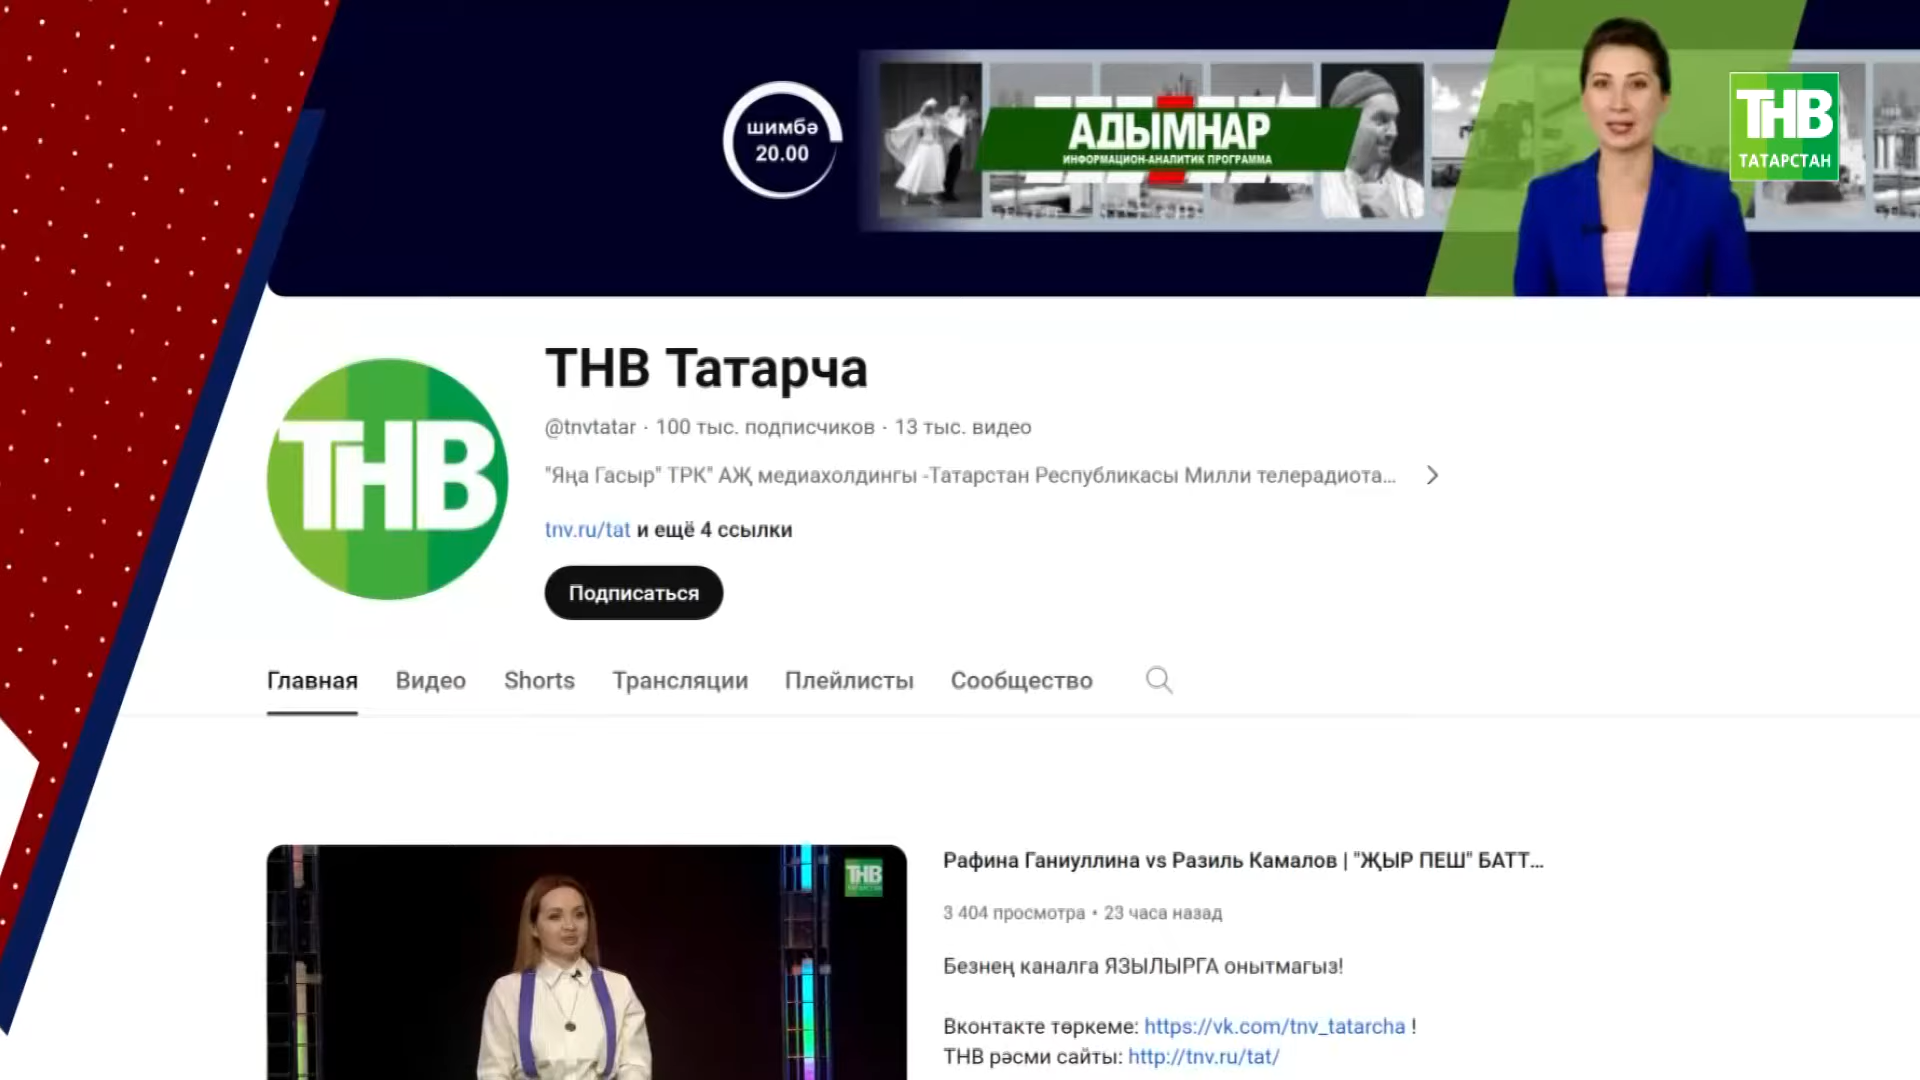 шимбә
20.00
АДЫМНАР
ИНФОРМАЦИОН-АНАЛИТИК ПРОГРАММА
ТНВ
ТАТАРСТАН
ТНВ
ТНВ Татарча
@tnvtatar · 100 тыс. подписчиков · 13 тыс. видео
"Яңа Гасыр" ТРК" АҖ медиахолдингы -Татарстан Республикасы Милли телерадиота...
tnv.ru/tat и ещё 4 ссылки
Подписаться
Главная Видео Shorts Трансляции Плейлисты Сообщество
ТНВ
ТАТАРСТАН
Рафина Ганиуллина vs Разиль Камалов | "ҖЫР ПЕШ" БАТТ...
3 404 просмотра • 23 часа назад
Безнең каналга ЯЗЫЛЫРГА онытмагыз!
Вконтакте төркеме: https://vk.com/tnv_tatarcha !
ТНВ рәсми сайты: http://tnv.ru/tat/